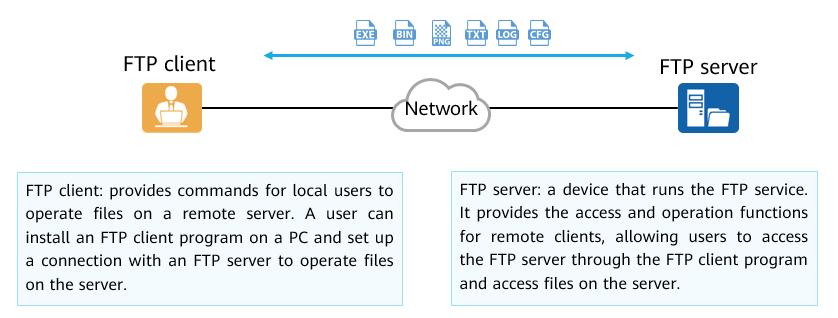 EXE BIN PNG TXT LOG CFG
FTP client
FTP server
Network
FTP client: provides commands for local users to
operate files on a remote server. A user can
install an FTP client program on a PC and set up
a connection with an FTP server to operate files
on the server.
FTP server: a device that runs the FTP service.
It provides the access and operation functions
for remote clients, allowing users to access
the FTP server through the FTP client program
and access files on the server.